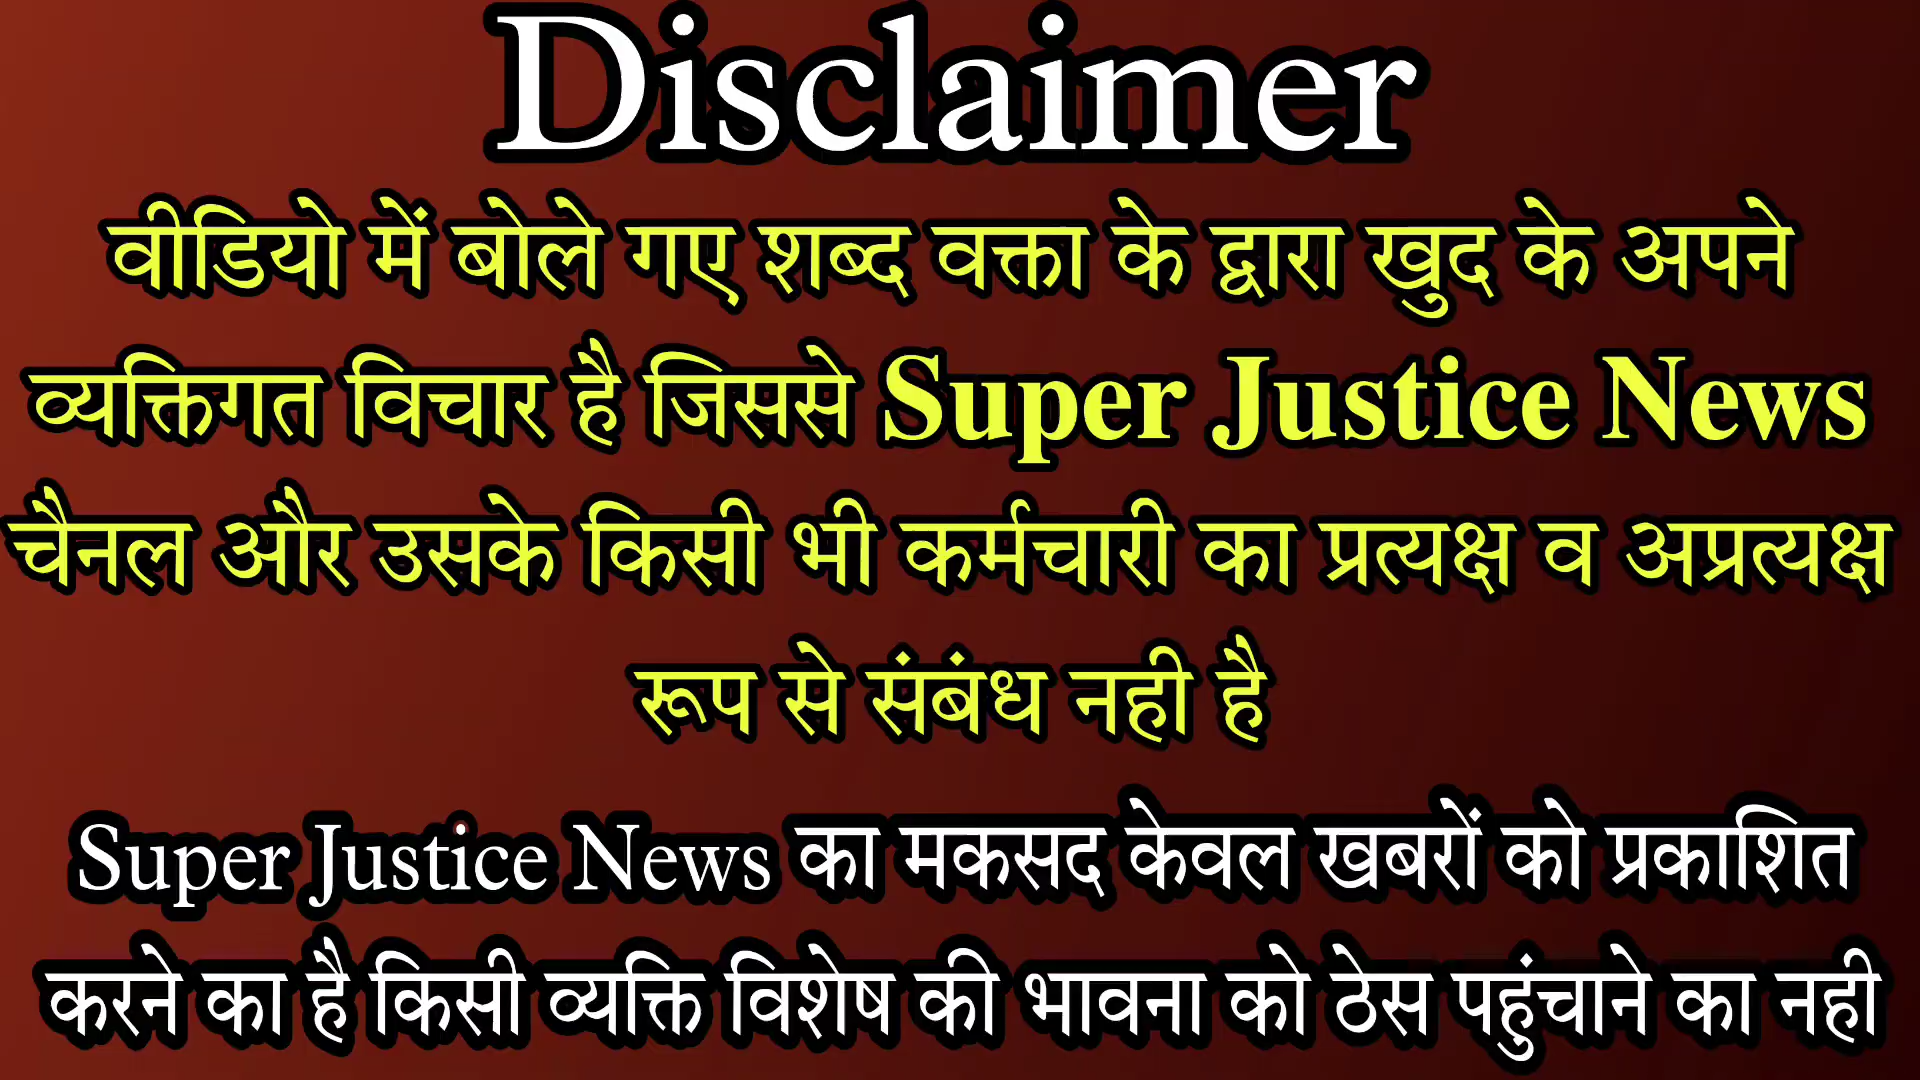 Disclaimer
वीडियो में बोले गए शब्द वक्ता के द्वारा खुद के अपने
व्यक्तिगत विचार है जिससे Super Justice News
चैनल और उसके किसी भी कर्मचारी का प्रत्यक्ष व अप्रत्यक्ष
रूप से संबंध नही है
Super Justice News का मकसद केवल खबरों को प्रकाशित
करने का है किसी व्यक्ति विशेष की भावना को ठेस पहुंचाने का नही